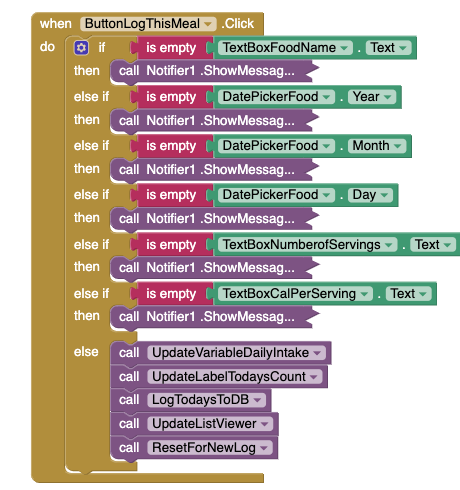 when ButtonLogThisMeal .Click
do if is empty TextBoxFoodName . Text
then call Notifier1 .ShowMessag...
else if is empty DatePickerFood . Year
then call Notifier1 .ShowMessag...
else if is empty DatePickerFood . Month
then call Notifier1 .ShowMessag...
else if is empty DatePickerFood . Day
then call Notifier1 .ShowMessag...
else if is empty TextBoxNumberofServings . Text
then call Notifier1 .ShowMessag...
else if is empty TextBoxCalPerServing . Text
then call Notifier1 .ShowMessag...
else call UpdateVariableDailyIntake
call UpdateLabelTodaysCount
call LogTodaysToDB
call UpdateListViewer
call ResetForNewLog